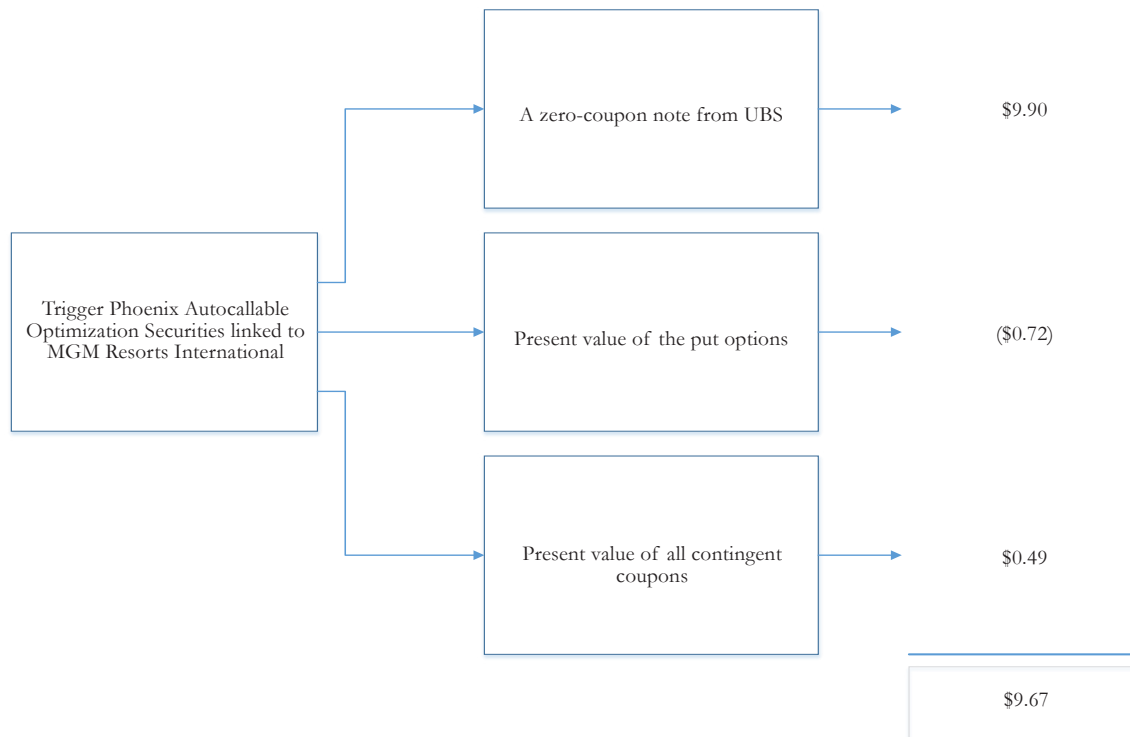 A zero-coupon note from UBS
$9.90
Trigger Phoenix Autocallable
Optimization Securities linked to
MGM Resorts International
Present value of the put options
($0.72)
Present value of all contingent
coupons
$0.49
$9.67